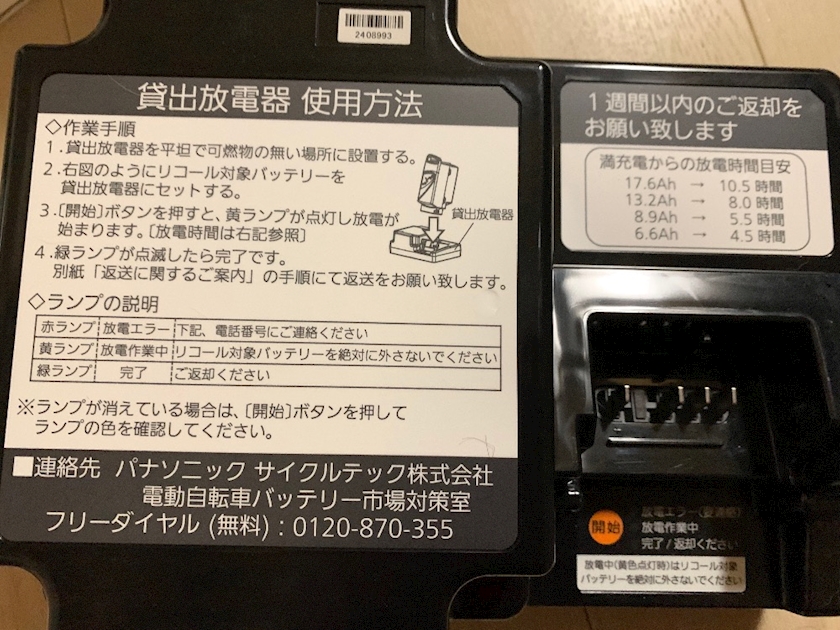 2408993
貸出放電器 使用方法
◇作業手順
1.貸出放電器を平坦で可燃物の無い場所に設置する。
2.右図のようにリコール対象バッテリーを
貸出放電器にセットする。
3.〔開始〕ボタンを押すと、黄ランプが点灯し放電が
始まります。〔放電時間は右記参照〕
4.緑ランプが点滅したら完了です。
別紙「返送に関するご案内」の手順にて返送をお願い致します。
貸出放電器
◇ランプの説明
赤ランプ 放電エラー 下記、電話番号にご連絡ください
黄ランプ 放電作業中 リコール対象バッテリーを絶対に外さないでください
緑ランプ 完了 ご返却ください
※ランプが消えている場合は、〔開始〕ボタンを押して
ランプの色を確認してください。
■連絡先 パナソニック サイクルテック株式会社
電動自転車バッテリー市場対策室
フリーダイヤル (無料) : 0120-870-355
1週間以内のご返却を
お願い致します
満充電からの放電時間目安
17.6Ah → 10.5時間
13.2Ah → 8.0時間
8.9Ah → 5.5時間
6.6Ah → 4.5時間
開始
放電エラー(要連絡)
放電作業中
完了/返却ください
放電中(黄色点灯時)はリコール対象
バッテリーを絶対に外さないでください